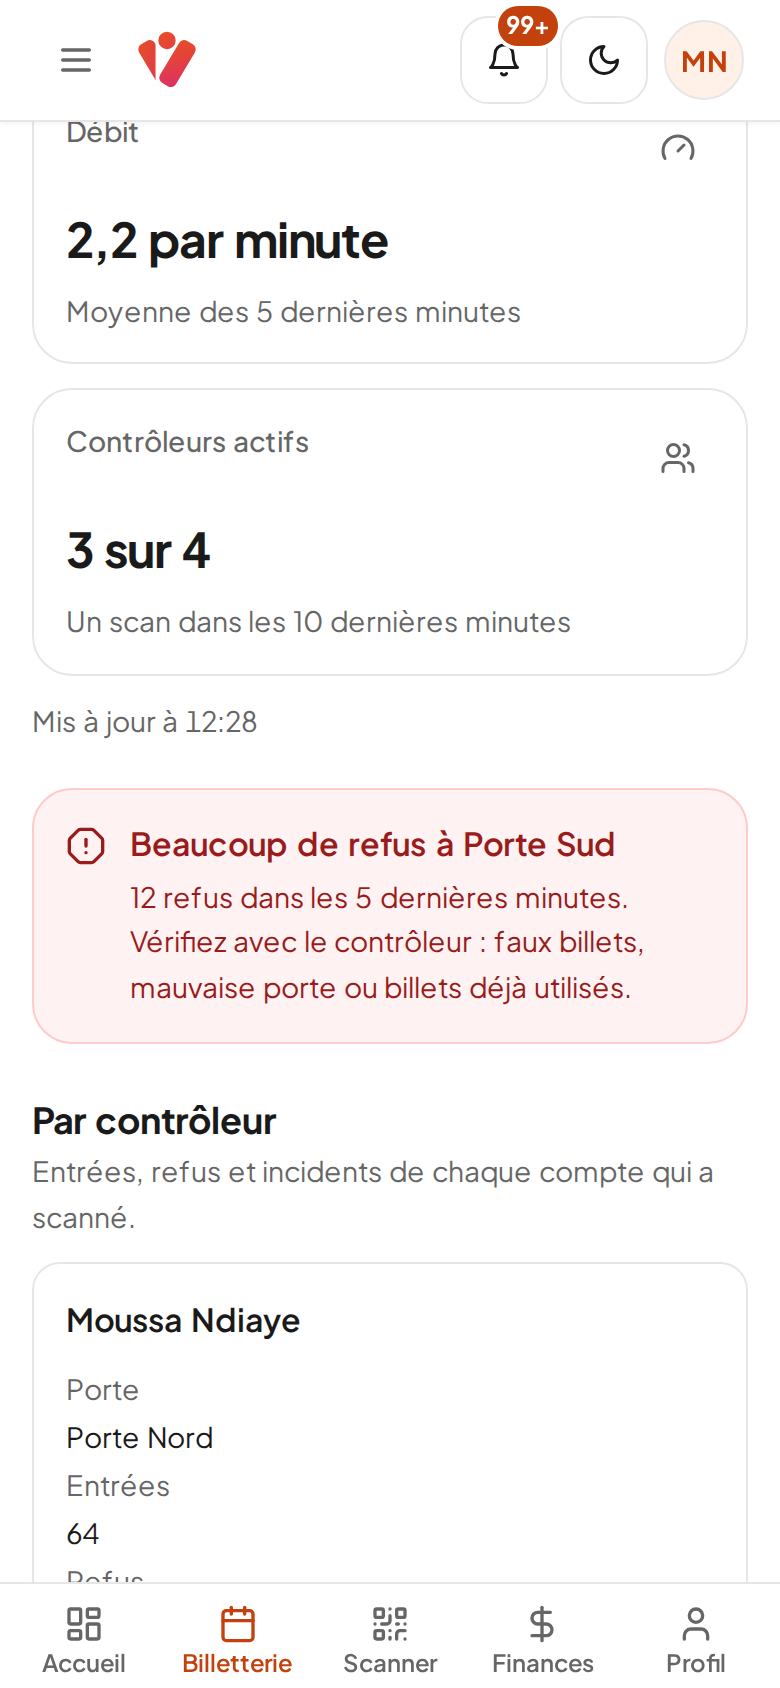 99+
MN
Débit
2,2 par minute
Moyenne des 5 dernières minutes
Contrôleurs actifs
3 sur 4
Un scan dans les 10 dernières minutes
Mis à jour à 12:28
Beaucoup de refus à Porte Sud
12 refus dans les 5 dernières minutes.
Vérifiez avec le contrôleur : faux billets,
mauvaise porte ou billets déjà utilisés.
Par contrôleur
Entrées, refus et incidents de chaque compte qui a
scanné.
Moussa Ndiaye
Porte
Porte Nord
Entrées
64
Refus
Accueil
Billetterie
Scanner
Finances
Profil